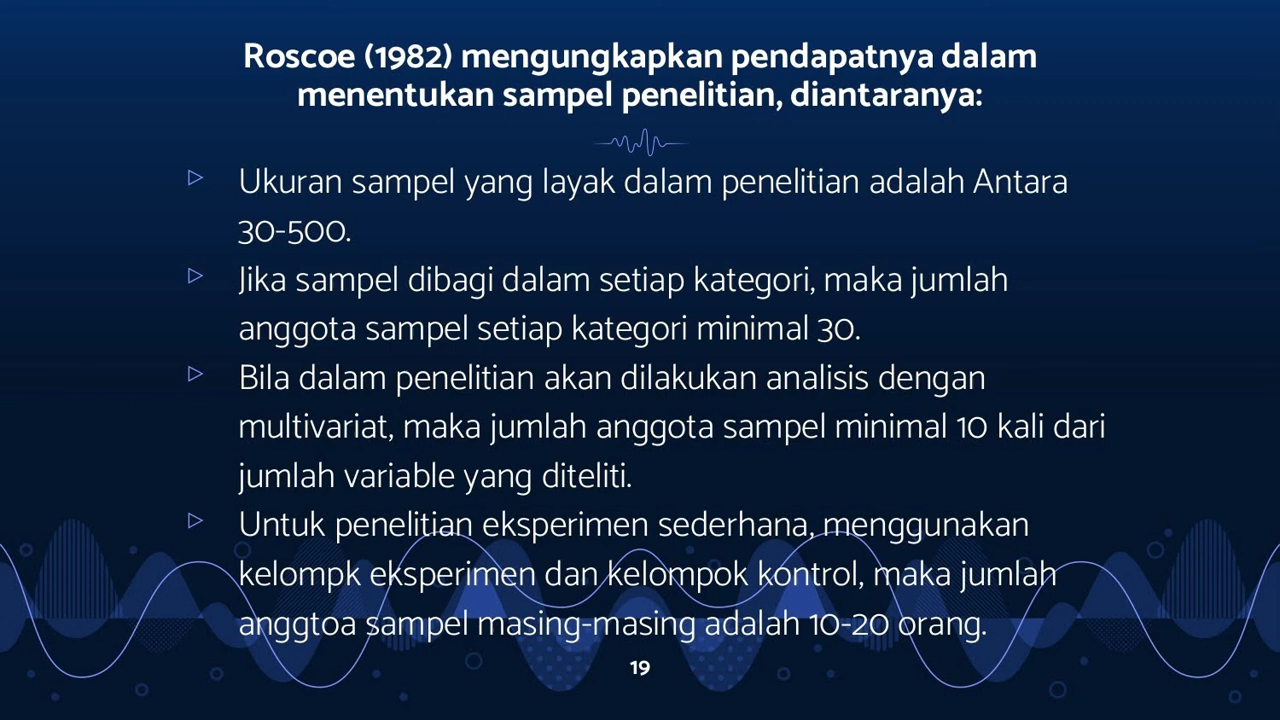 Roscoe (1982) mengungkapkan pendapatnya dalam
menentukan sampel penelitian, diantaranya:
Ukuran sampel yang layak dalam penelitian adalah Antara
30-500.
Jika sampel dibagi dalam setiap kategori, maka jumlah
anggota sampel setiap kategori minimal 30.
Bila dalam penelitian akan dilakukan analisis dengan
multivariat, maka jumlah anggota sampel minimal 10 kali dari
jumlah variable yang diteliti.
Untuk penelitian eksperimen sederhana, menggunakan
kelompk eksperimen dan kelompok kontrol, maka jumlah
anggtoa sampel masing-masing adalah 10-20 orang.
19